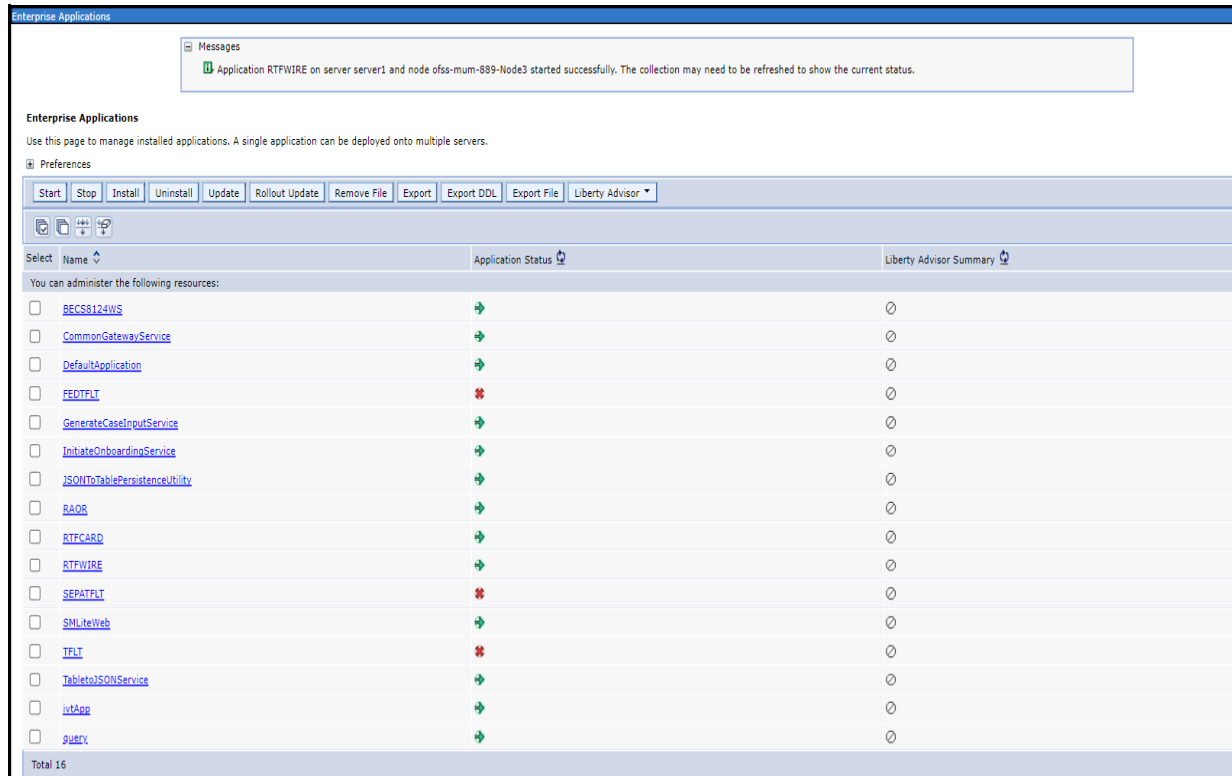 Enterprise Applications
Messages
Application RTFWIRE on server server1 and node ofss-mum-889-Node3 started successfully. The collection may need to be refreshed to show the current status.
Enterprise Applications
Use this page to manage installed applications. A single application can be deployed onto multiple servers.
Preferences
Start Stop Install Uninstall Update Rollout Update Remove File Export Export DDL Export File Liberty Advisor
Select Name Application Status Liberty Advisor Summary
You can administer the following resources:
BECS8124WS
CommonGatewayService
DefaultApplication
FEDTFLT
GenerateCaseInputService
InitiateOnboardingService
JSONToTablePersistenceUtility
RAOR
RTFCARD
RTFWIRE
SEPATFLT
SMLiteWeb
TFLT
TabletoJSONService
ivtApp
query
Total 16